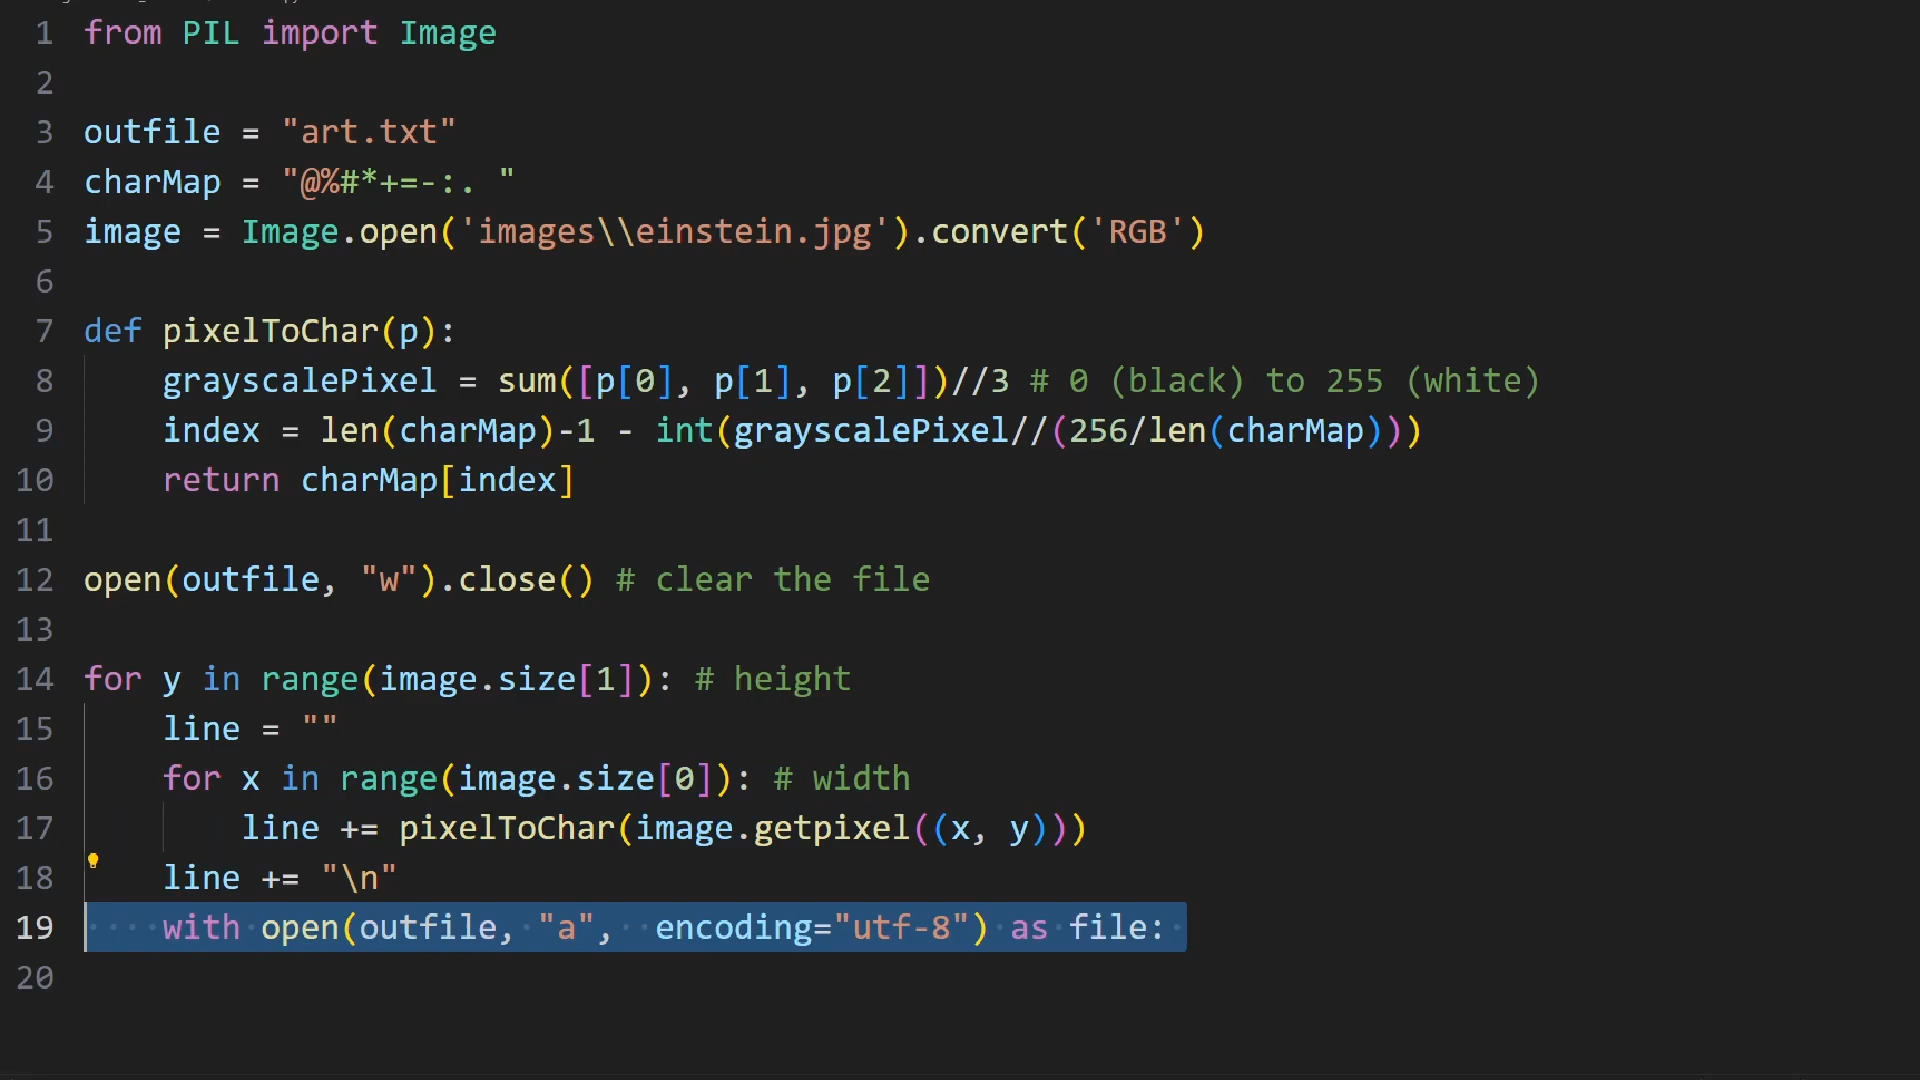 1 from PIL import Image
2
3 outfile = "art.txt"
4 charMap = "@%#*+=-:. "
5 image = Image.open('images\\einstein.jpg').convert('RGB')
6
7 def pixelToChar(p):
8     grayscalePixel = sum([p[0], p[1], p[2]])//3 # 0 (black) to 255 (white)
9     index = len(charMap)-1 - int(grayscalePixel//(256/len(charMap)))
10     return charMap[index]
11
12 open(outfile, "w").close() # clear the file
13
14 for y in range(image.size[1]): # height
15     line = ""
16     for x in range(image.size[0]): # width
17         line += pixelToChar(image.getpixel((x, y)))
18     line += "\n"
19     with open(outfile, "a",  encoding="utf-8") as file:
20